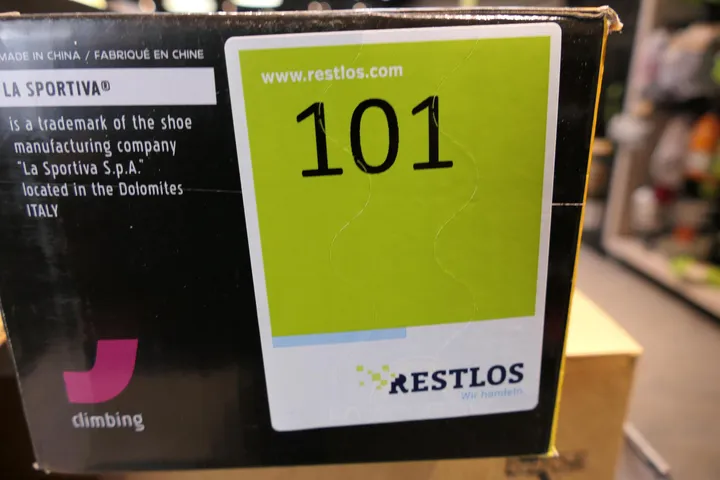 MADE IN CHINA / FABRIQUÉ EN CHINE
LA SPORTIVA®
is a trademark of the shoe
manufacturing company
"La Sportiva S.p.A."
located in the Dolomites
ITALY
climbing
www.restlos.com
101
RESTLOS
Wir handeln.